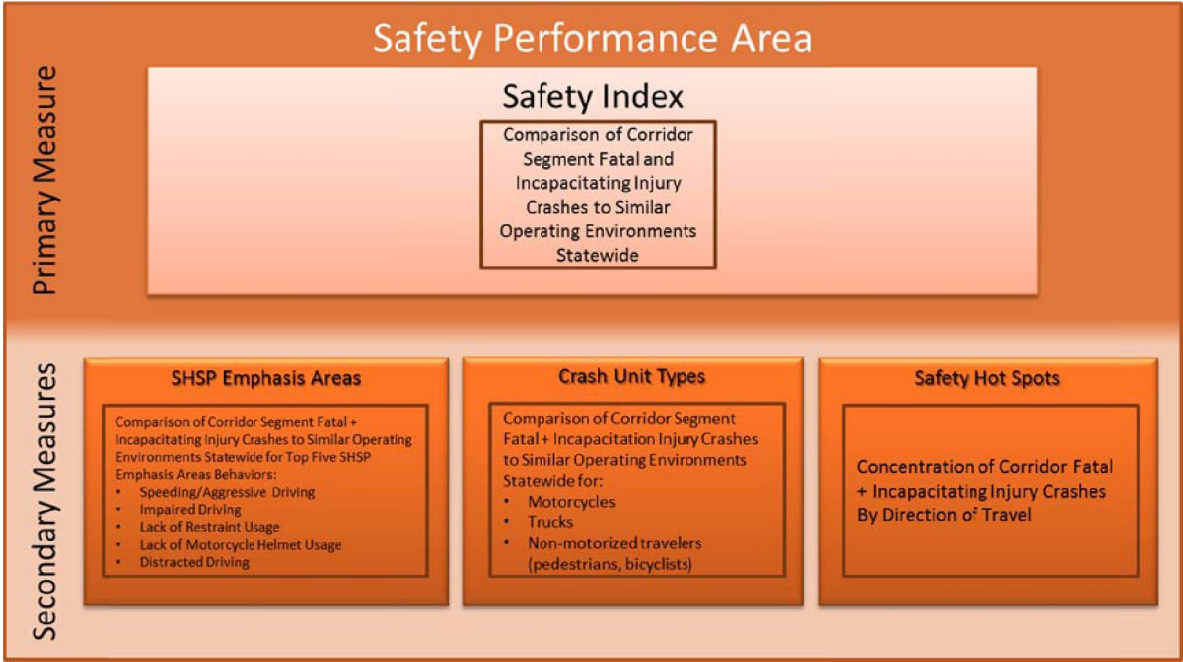 Safety Performance Area
Primary Measure
Safety Index
Comparison of Corridor
Segment Fatal and
Incapacitating Injury
Crashes to Similar
Operating Environments
Statewide
Secondary Measures
SHSP Emphasis Areas
Comparison of Corridor Segment Fatal +
Incapacitating Injury Crashes to Similar Operating
Environments Statewide for Top Five SHSP
Emphasis Areas Behaviors:
• Speeding/Aggressive Driving
• Impaired Driving
• Lack of Restraint Usage
• Lack of Motorcycle Helmet Usage
• Distracted Driving
Crash Unit Types
Comparison of Corridor Segment
Fatal+ Incapacitation Injury Crashes
to Similar Operating Environments
Statewide for:
• Motorcycles
• Trucks
• Non-motorized travelers
(pedestrians, bicyclists)
Safety Hot Spots
Concentration of Corridor Fatal
+ Incapacitating Injury Crashes
By Direction of Travel